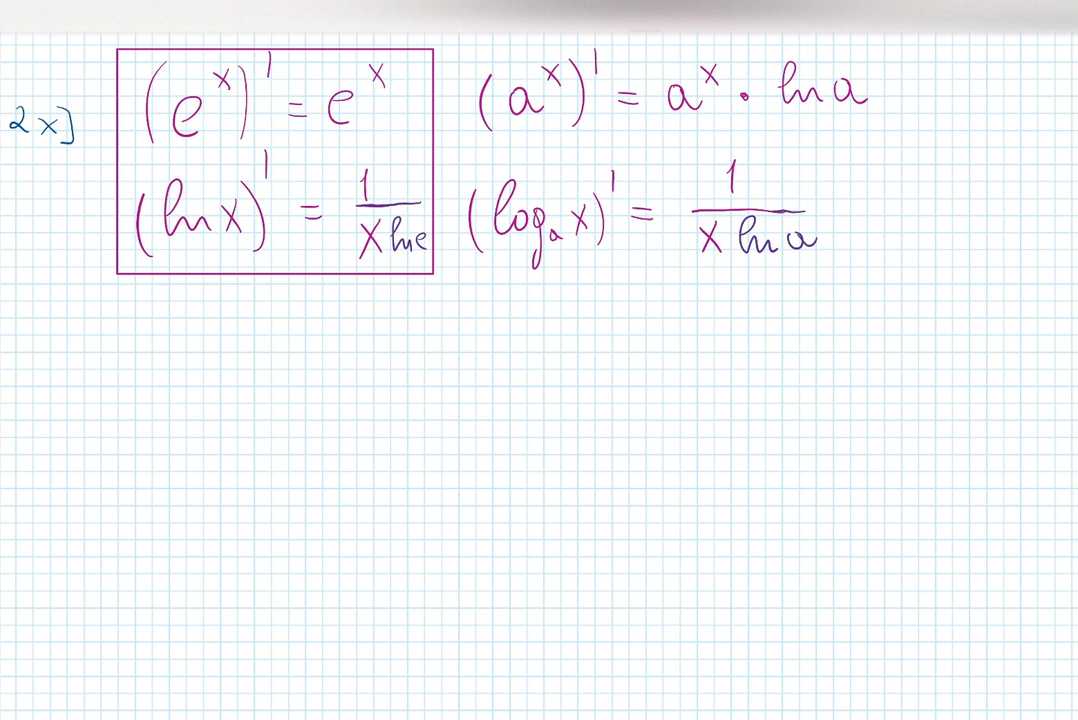 2x]
(e^x)' = e^x (a^x)' = a^x · ln a
(ln x)' = 1/(x ln e) (log_a x)' = 1/(x ln a)